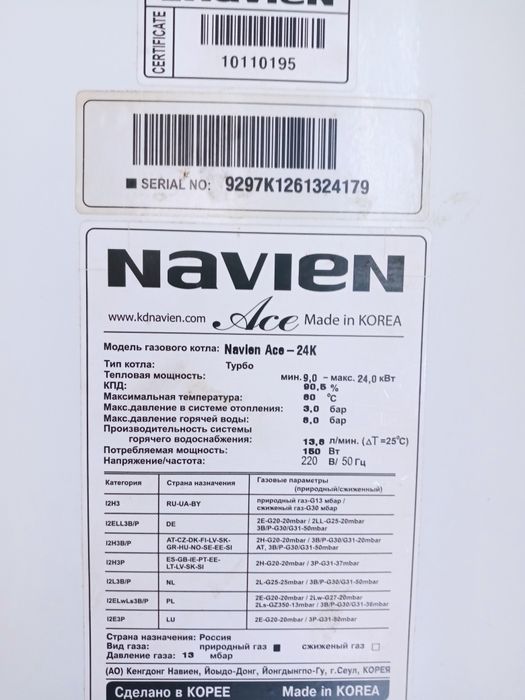 NAVIEN
CERTIFICATE
10110195
■ SERIAL NO: 9297K1261324179
NAVIEN
www.kdnavien.com Ace Made in KOREA
Модель газового котла: Navien Ace-24K
Тип котла: Турбо
Тепловая мощность: мин.9,0 - макс. 24,0 кВт
КПД: 90,5 %
Максимальная температура: 80 °C
Макс.давление в системе отопления: 3,0 бар
Макс.давление горячей воды: 8,0 бар
Производительность системы
горячего водоснабжения: 13,8 л/мин. (ΔT =25°C)
Потребляемая мощность: 150 Вт
Напряжение/частота: 220 В/ 50 Гц
Категория Страна назначения Газовые параметры
(природный/сжиженный)
I2H3 RU-UA-BY природный газ-G13 мбар /
сжиженый газ-G30 мбар
I2ELL3B/P DE 2E-G20-20mbar / 2LL-G25-20mbar
3B/P-G30/G31-50mbar
I2H3B/P AT-CZ-DK-FI-LV-SK-
GR-HU-NO-SE-EE-SI 2H-G20-20mbar / 3B/P-G30/G31-20mbar
AT, 3B/P-G30/G31-50mbar
I2H3P ES-GB-IE-PT-EE-
LT-LV-SK-SI 2H-G20-20mbar / 3P-G31-37mbar
I2L3B/P NL 2L-G25-25mbar / 3B/P-G30/G31-50mbar
I2ELwLs3B/P PL 2E-G20-20mbar / 2Lw-G27-20mbar
2Ls-GZ350-13mbar / 3B/P-G30/G31-36mbar
I2E3P LU 2E-G20-20mbar / 3P-G31-50mbar
Страна назначения: Россия
Вид газа: природный газ ■ сжиженый газ □
Давление газа: 13 мбар
(АО) Кенгдонг Навиен, Йоыдо-Донг, Йонгдынгпо-Гу, г.Сеул, КОРЕЯ
Сделано в КОРЕЕ Made in KOREA